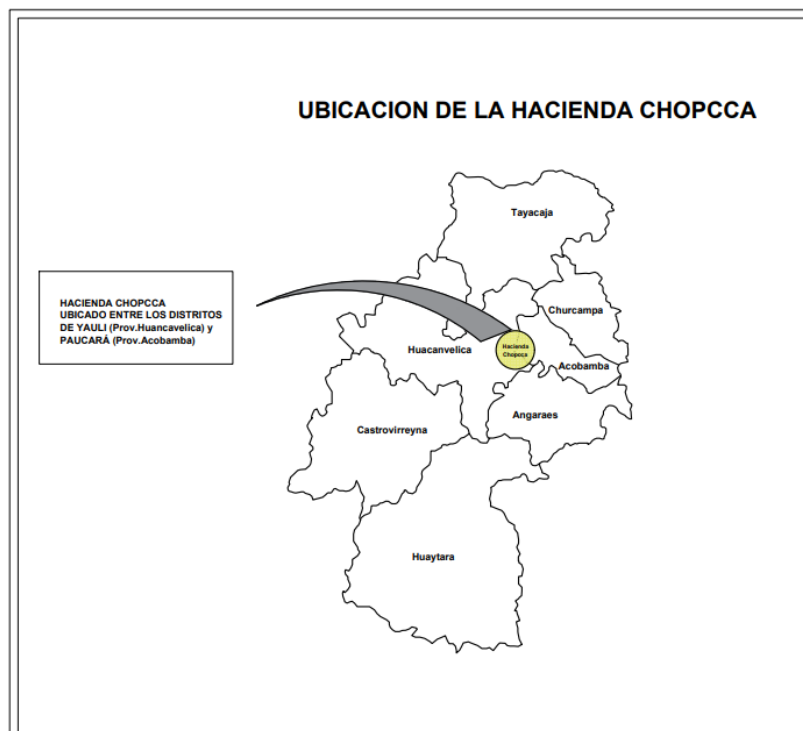 UBICACION DE LA HACIENDA CHOPCCA
Tayacaja
HACIENDA CHOPCCA
UBICADO ENTRE LOS DISTRITOS
DE YAULI (Prov.Huancavelica) y
PAUCARÁ (Prov.Acobamba)
Churcampa
Huacanvelica
Hacienda
Chopcca
Acobamba
Angaraes
Castrovirreyna
Huaytara